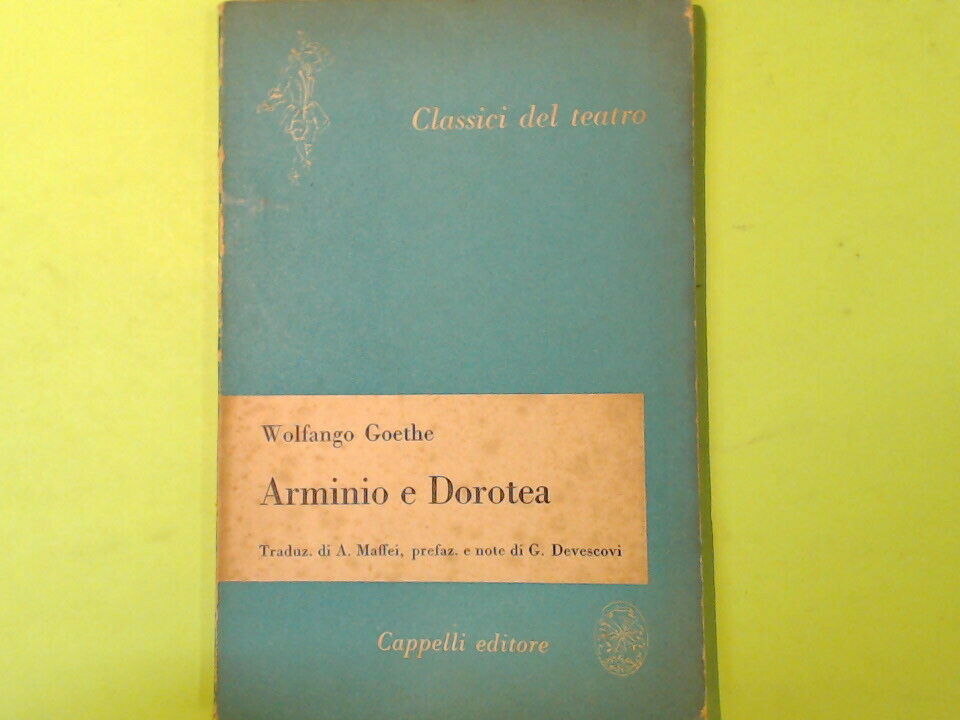 Classici del teatro
Wolfango Goethe
Arminio e Dorotea
Traduz. di A. Maffei, prefaz. e note di G. Devescovi
Cappelli editore